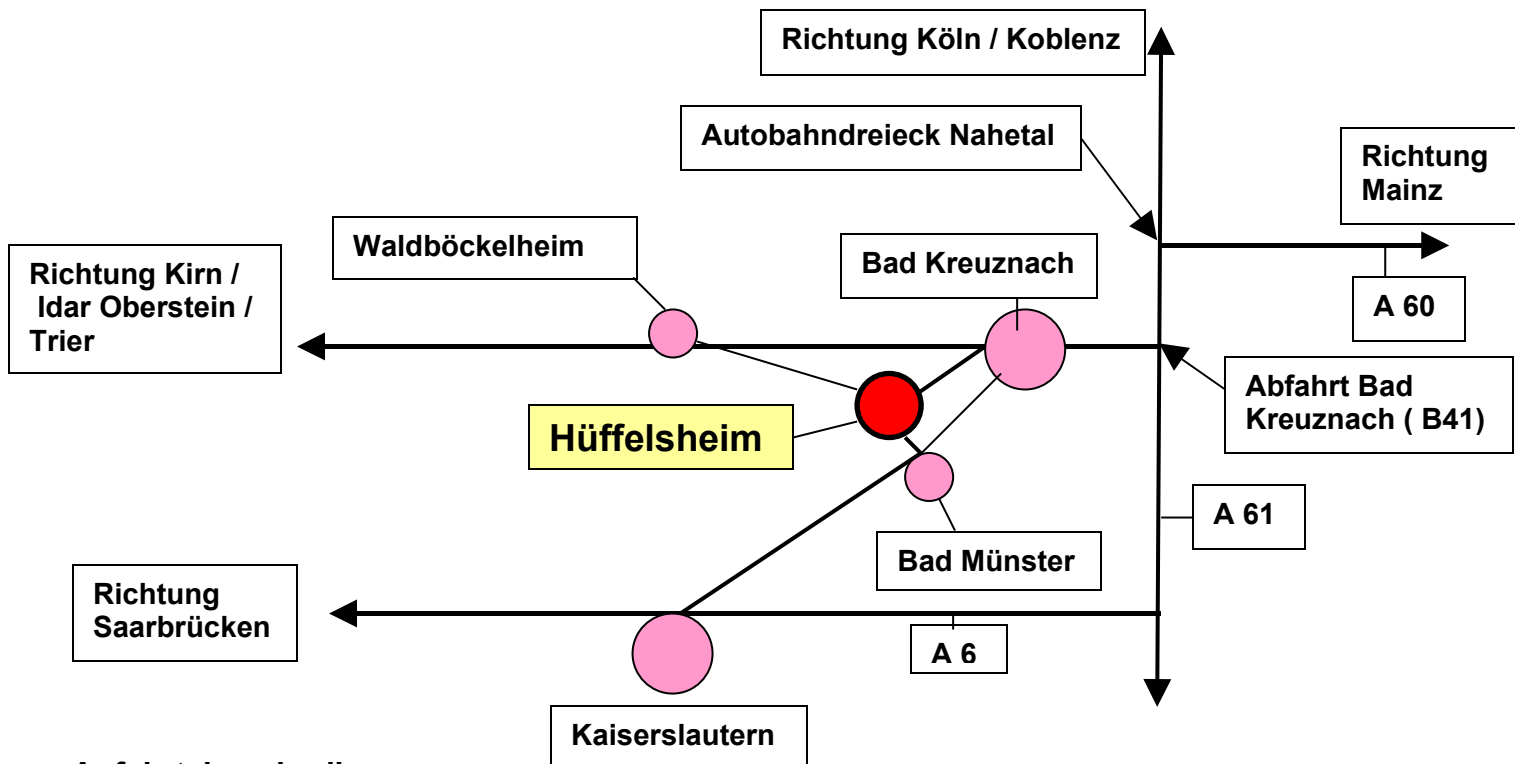 Richtung Köln / Koblenz
Autobahndreieck Nahetal
Richtung
Mainz
Waldböckelheim
Bad Kreuznach
Richtung Kirn /
Idar Oberstein /
Trier
A 60
Abfahrt Bad
Kreuznach ( B41)
Hüffelsheim
A 61
Bad Münster
Richtung
Saarbrücken
A 6
Kaiserslautern